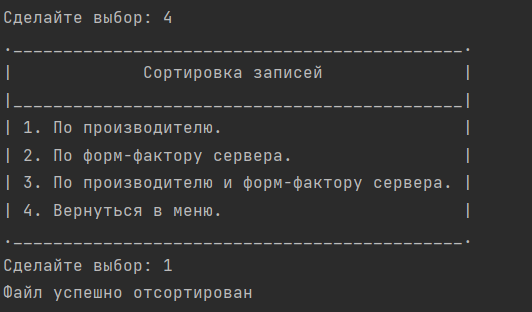 Сделайте выбор: 4
._____________________________________________.
|             Сортировка записей              |
|_____________________________________________|
| 1. По производителю.                        |
| 2. По форм-фактору сервера.                 |
| 3. По производителю и форм-фактору сервера. |
| 4. Вернуться в меню.                        |
._____________________________________________.
Сделайте выбор: 1
Файл успешно отсортирован